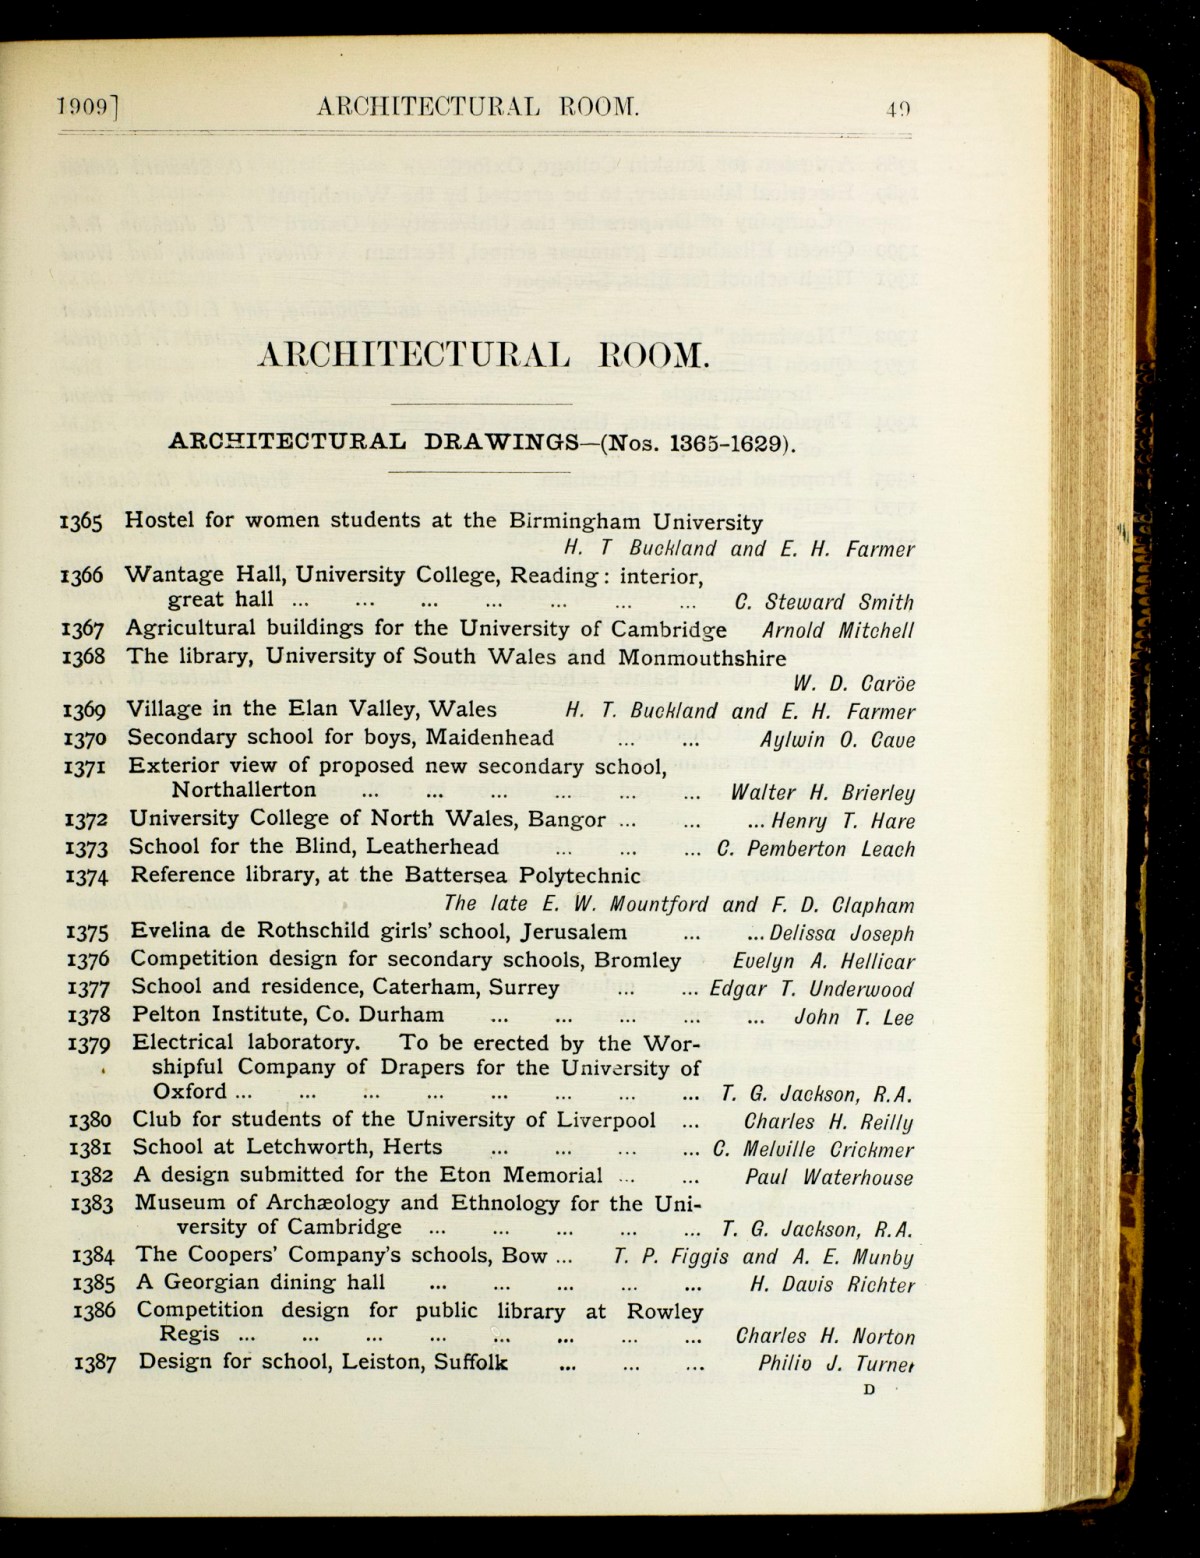 1909] ARCHITECTURAL ROOM. 49
ARCHITECTURAL ROOM.
ARCHITECTURAL DRAWINGS—(Nos. 1365-1629).
1365 Hostel for women students at the Birmingham University
H. T Buckland and E. H. Farmer
1366 Wantage Hall, University College, Reading: interior,
great hall ... ... ... ... ... ... ... C. Steward Smith
1367 Agricultural buildings for the University of Cambridge Arnold Mitchell
1368 The library, University of South Wales and Monmouthshire
W. D. Caröe
1369 Village in the Elan Valley, Wales H. T. Buckland and E. H. Farmer
1370 Secondary school for boys, Maidenhead ... ... Aylwin O. Cave
1371 Exterior view of proposed new secondary school,
Northallerton ... ... ... ... ... ... Walter H. Brierley
1372 University College of North Wales, Bangor ... ... ... Henry T. Hare
1373 School for the Blind, Leatherhead ... ... ... C. Pemberton Leach
1374 Reference library, at the Battersea Polytechnic
The late E. W. Mountford and F. D. Clapham
1375 Evelina de Rothschild girls' school, Jerusalem ... ... Delissa Joseph
1376 Competition design for secondary schools, Bromley Evelyn A. Hellicar
1377 School and residence, Caterham, Surrey ... ... Edgar T. Underwood
1378 Pelton Institute, Co. Durham ... ... ... ... ... John T. Lee
1379 Electrical laboratory. To be erected by the Wor-
shipful Company of Drapers for the University of
Oxford ... ... ... ... ... ... ... ... T. G. Jackson, R.A.
1380 Club for students of the University of Liverpool ... Charles H. Reilly
1381 School at Letchworth, Herts ... ... ... ... C. Melville Crickmer
1382 A design submitted for the Eton Memorial ... ... Paul Waterhouse
1383 Museum of Archæology and Ethnology for the Uni-
versity of Cambridge ... ... ... ... ... T. G. Jackson, R.A.
1384 The Coopers' Company's schools, Bow ... T. P. Figgis and A. E. Munby
1385 A Georgian dining hall ... ... ... ... ... H. Davis Richter
1386 Competition design for public library at Rowley
Regis ... ... ... ... ... ... ... ... Charles H. Norton
1387 Design for school, Leiston, Suffolk ... ... ... Philip J. Turner
D